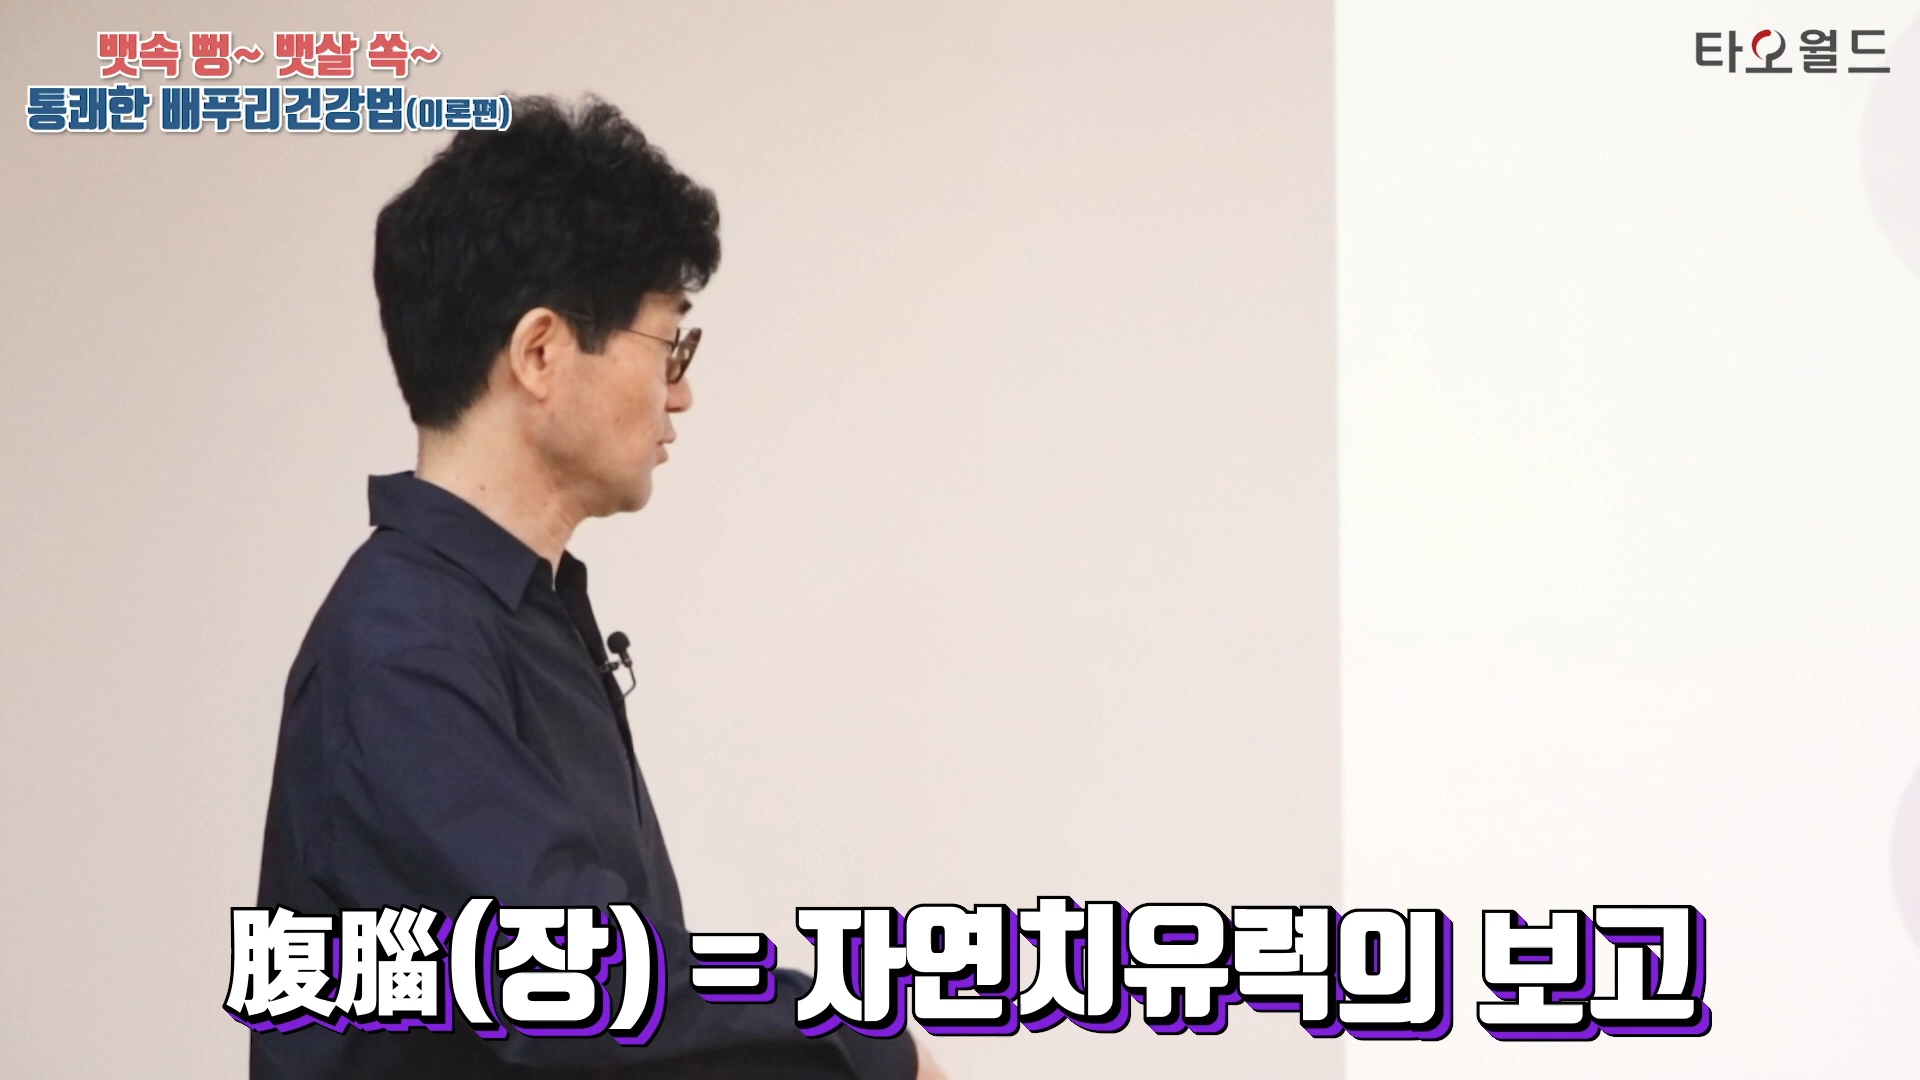 뱃속 뻥~ 뱃살 쏙~
통쾌한 배푸리건강법(이론편)
타오월드
腹腦(장) = 자연치유력의 보고